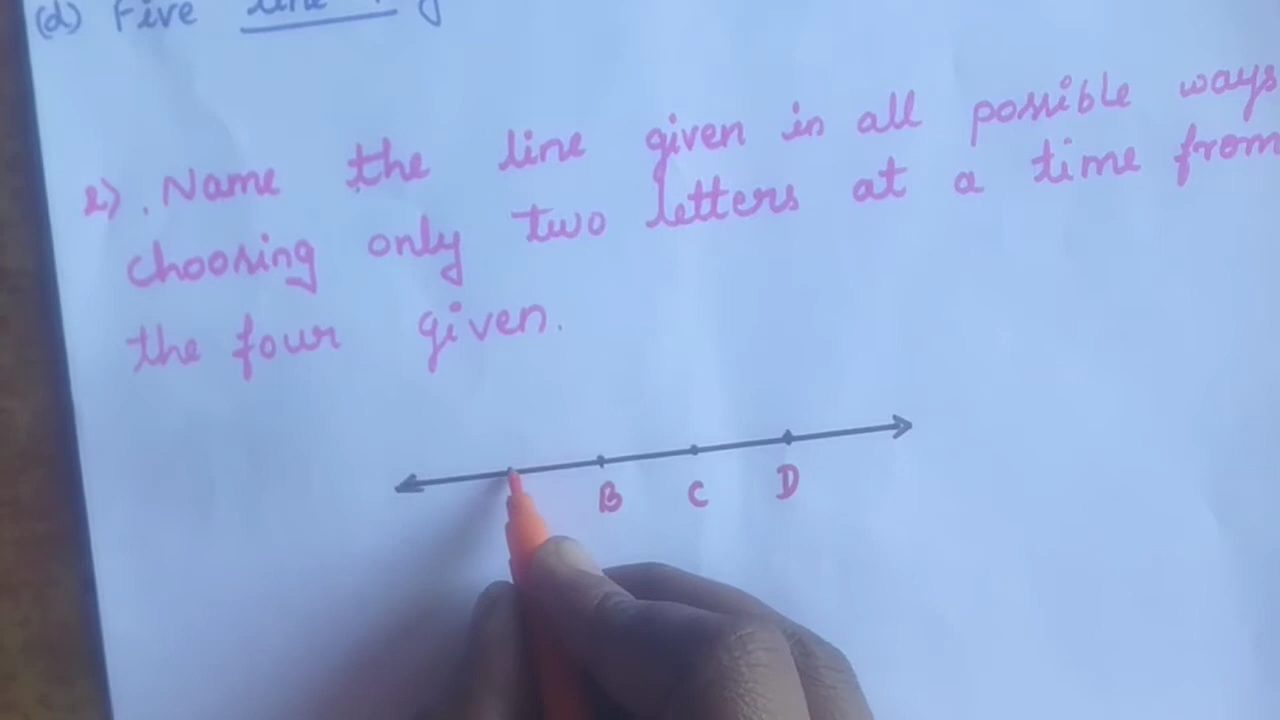 (d) Five line
2). Name the line given in all possible ways
choosing only two letters at a time from
the four given.
B C D